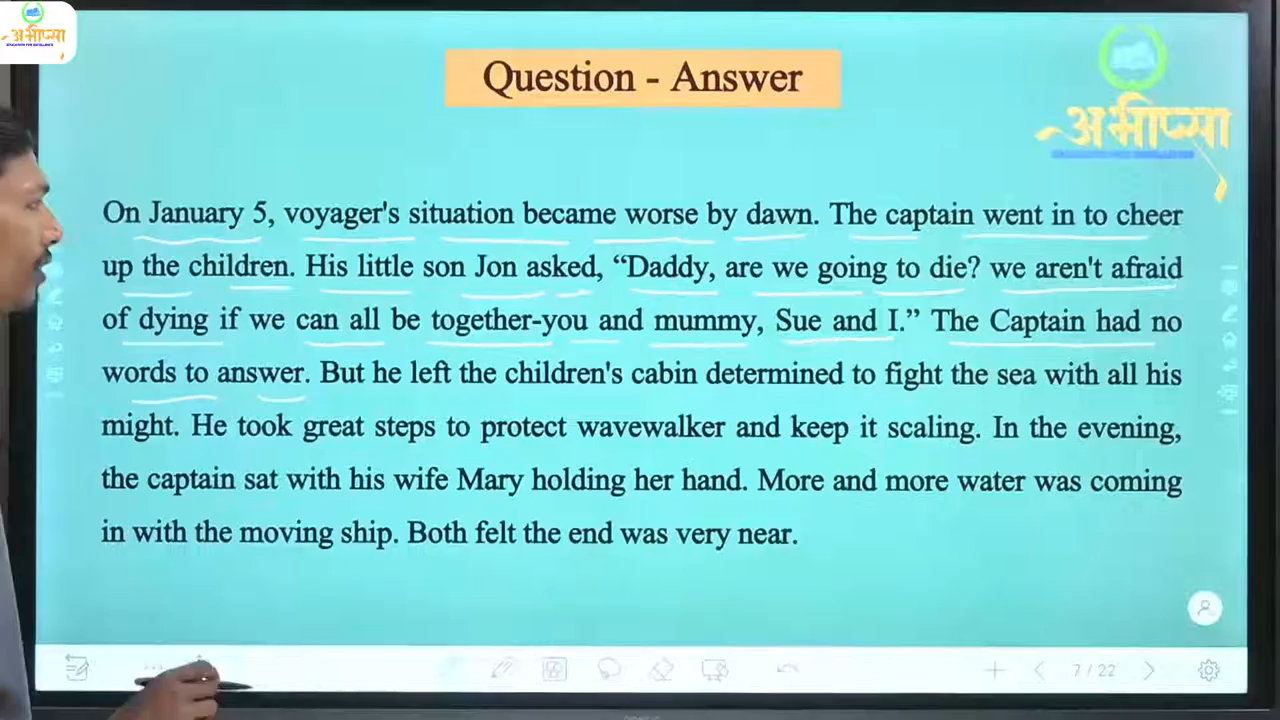 अभीप्सा
EDUCATION FOR EXCELLENCE
Question - Answer
अभीप्सा
On January 5, voyager's situation became worse by dawn. The captain went in to cheer
up the children. His little son Jon asked, “Daddy, are we going to die? we aren't afraid
of dying if we can all be together-you and mummy, Sue and I.” The Captain had no
words to answer. But he left the children's cabin determined to fight the sea with all his
might. He took great steps to protect wavewalker and keep it scaling. In the evening,
the captain sat with his wife Mary holding her hand. More and more water was coming
in with the moving ship. Both felt the end was very near.
7 / 22